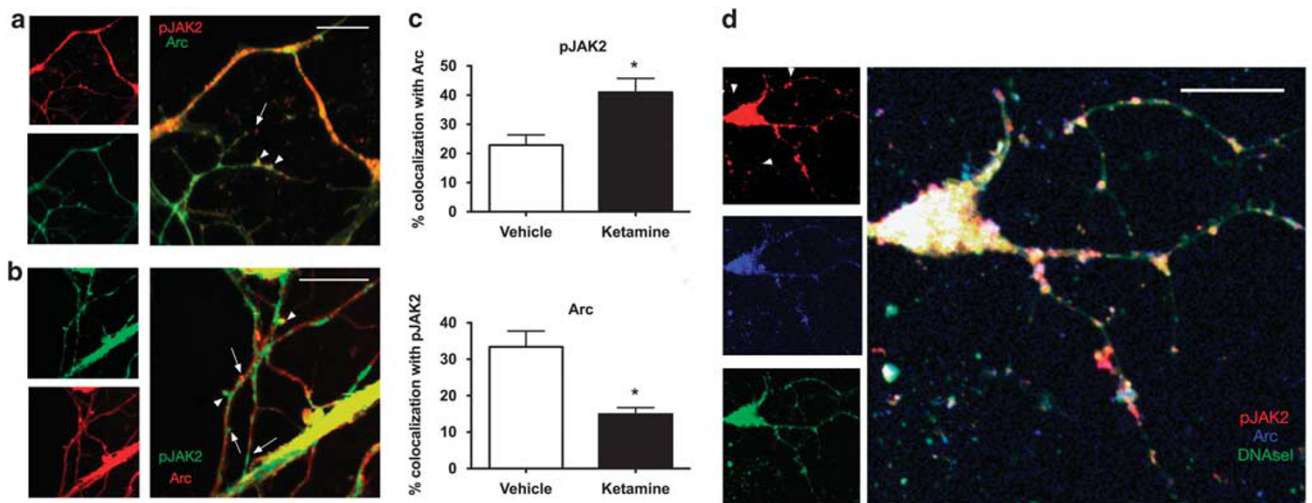 a
pJAK2
Arc
b
pJAK2
Arc
c
pJAK2
% colocalization with Arc
50
40
30
20
10
0
*
Vehicle
Ketamine
Arc
% colocalization with pJAK2
40
30
20
10
0
*
Vehicle
Ketamine
d
pJAK2
Arc
DNAseI